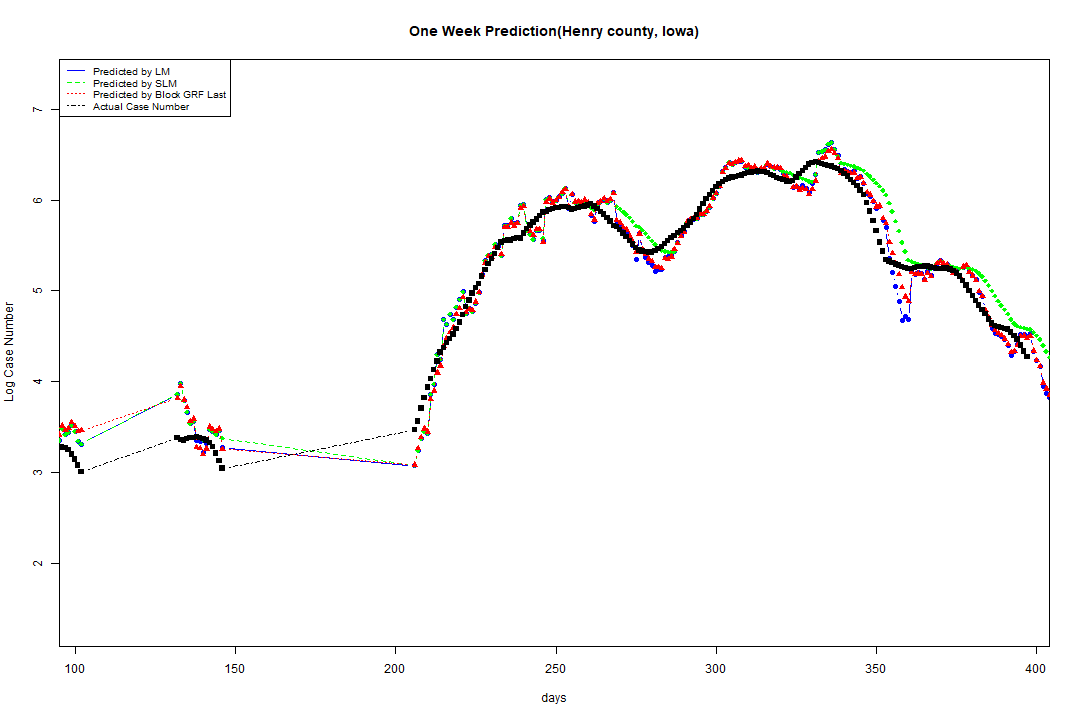 One Week Prediction(Henry county, Iowa)
Predicted by LM
Predicted by SLM
Predicted by Block GRF Last
Actual Case Number
7
6
5
4
3
2
Log Case Number
100 150 200 250 300 350 400
days